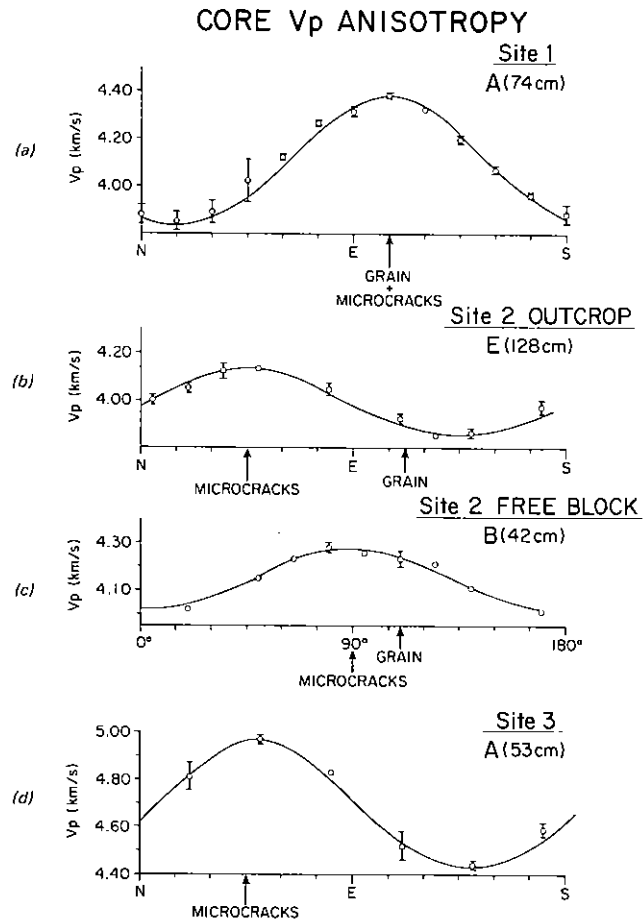 CORE Vp ANISOTROPY
Site 1
A (74cm)
(a)
Vp (km/s)
4.40
4.20
4.00
N
E
S
GRAIN
+
MICROCRACKS
Site 2 OUTCROP
E (128cm)
(b)
Vp (km/s)
4.20
4.00
N
E
S
MICROCRACKS
GRAIN
Site 2 FREE BLOCK
B (42cm)
(c)
Vp (km/s)
4.30
4.10
0°
90°
180°
GRAIN
MICROCRACKS
Site 3
A (53cm)
(d)
Vp (km/s)
5.00
4.80
4.60
4.40
N
E
S
MICROCRACKS